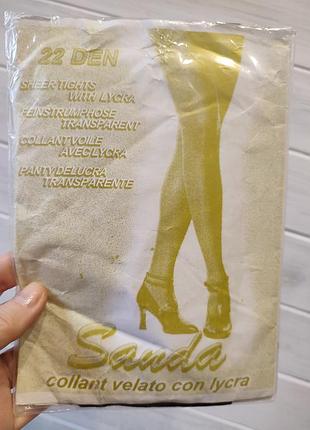 22 DEN
SHEER TIGHTS
WITH LYCRA
FEINSTRUMPHOSE
TRANSPARENT
COLLANT VOILE
AVEC LYCRA
PANTY DE LUCRA
TRANSPARENTE
Sanda
collant velato con lycra